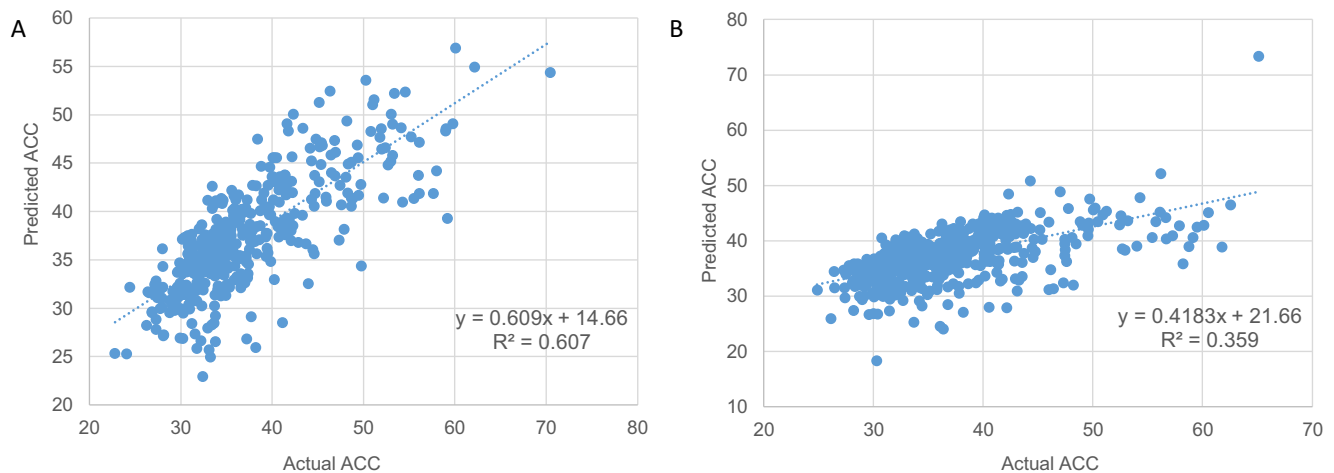 A
60
55
50
45
40
35
30
25
20
Predicted ACC
y = 0.609x + 14.66
R² = 0.607
20 30 40 50 60 70 80
Actual ACC
B
80
70
60
50
40
30
20
10
Predicted ACC
y = 0.4183x + 21.66
R² = 0.359
20 30 40 50 60 70
Actual ACC